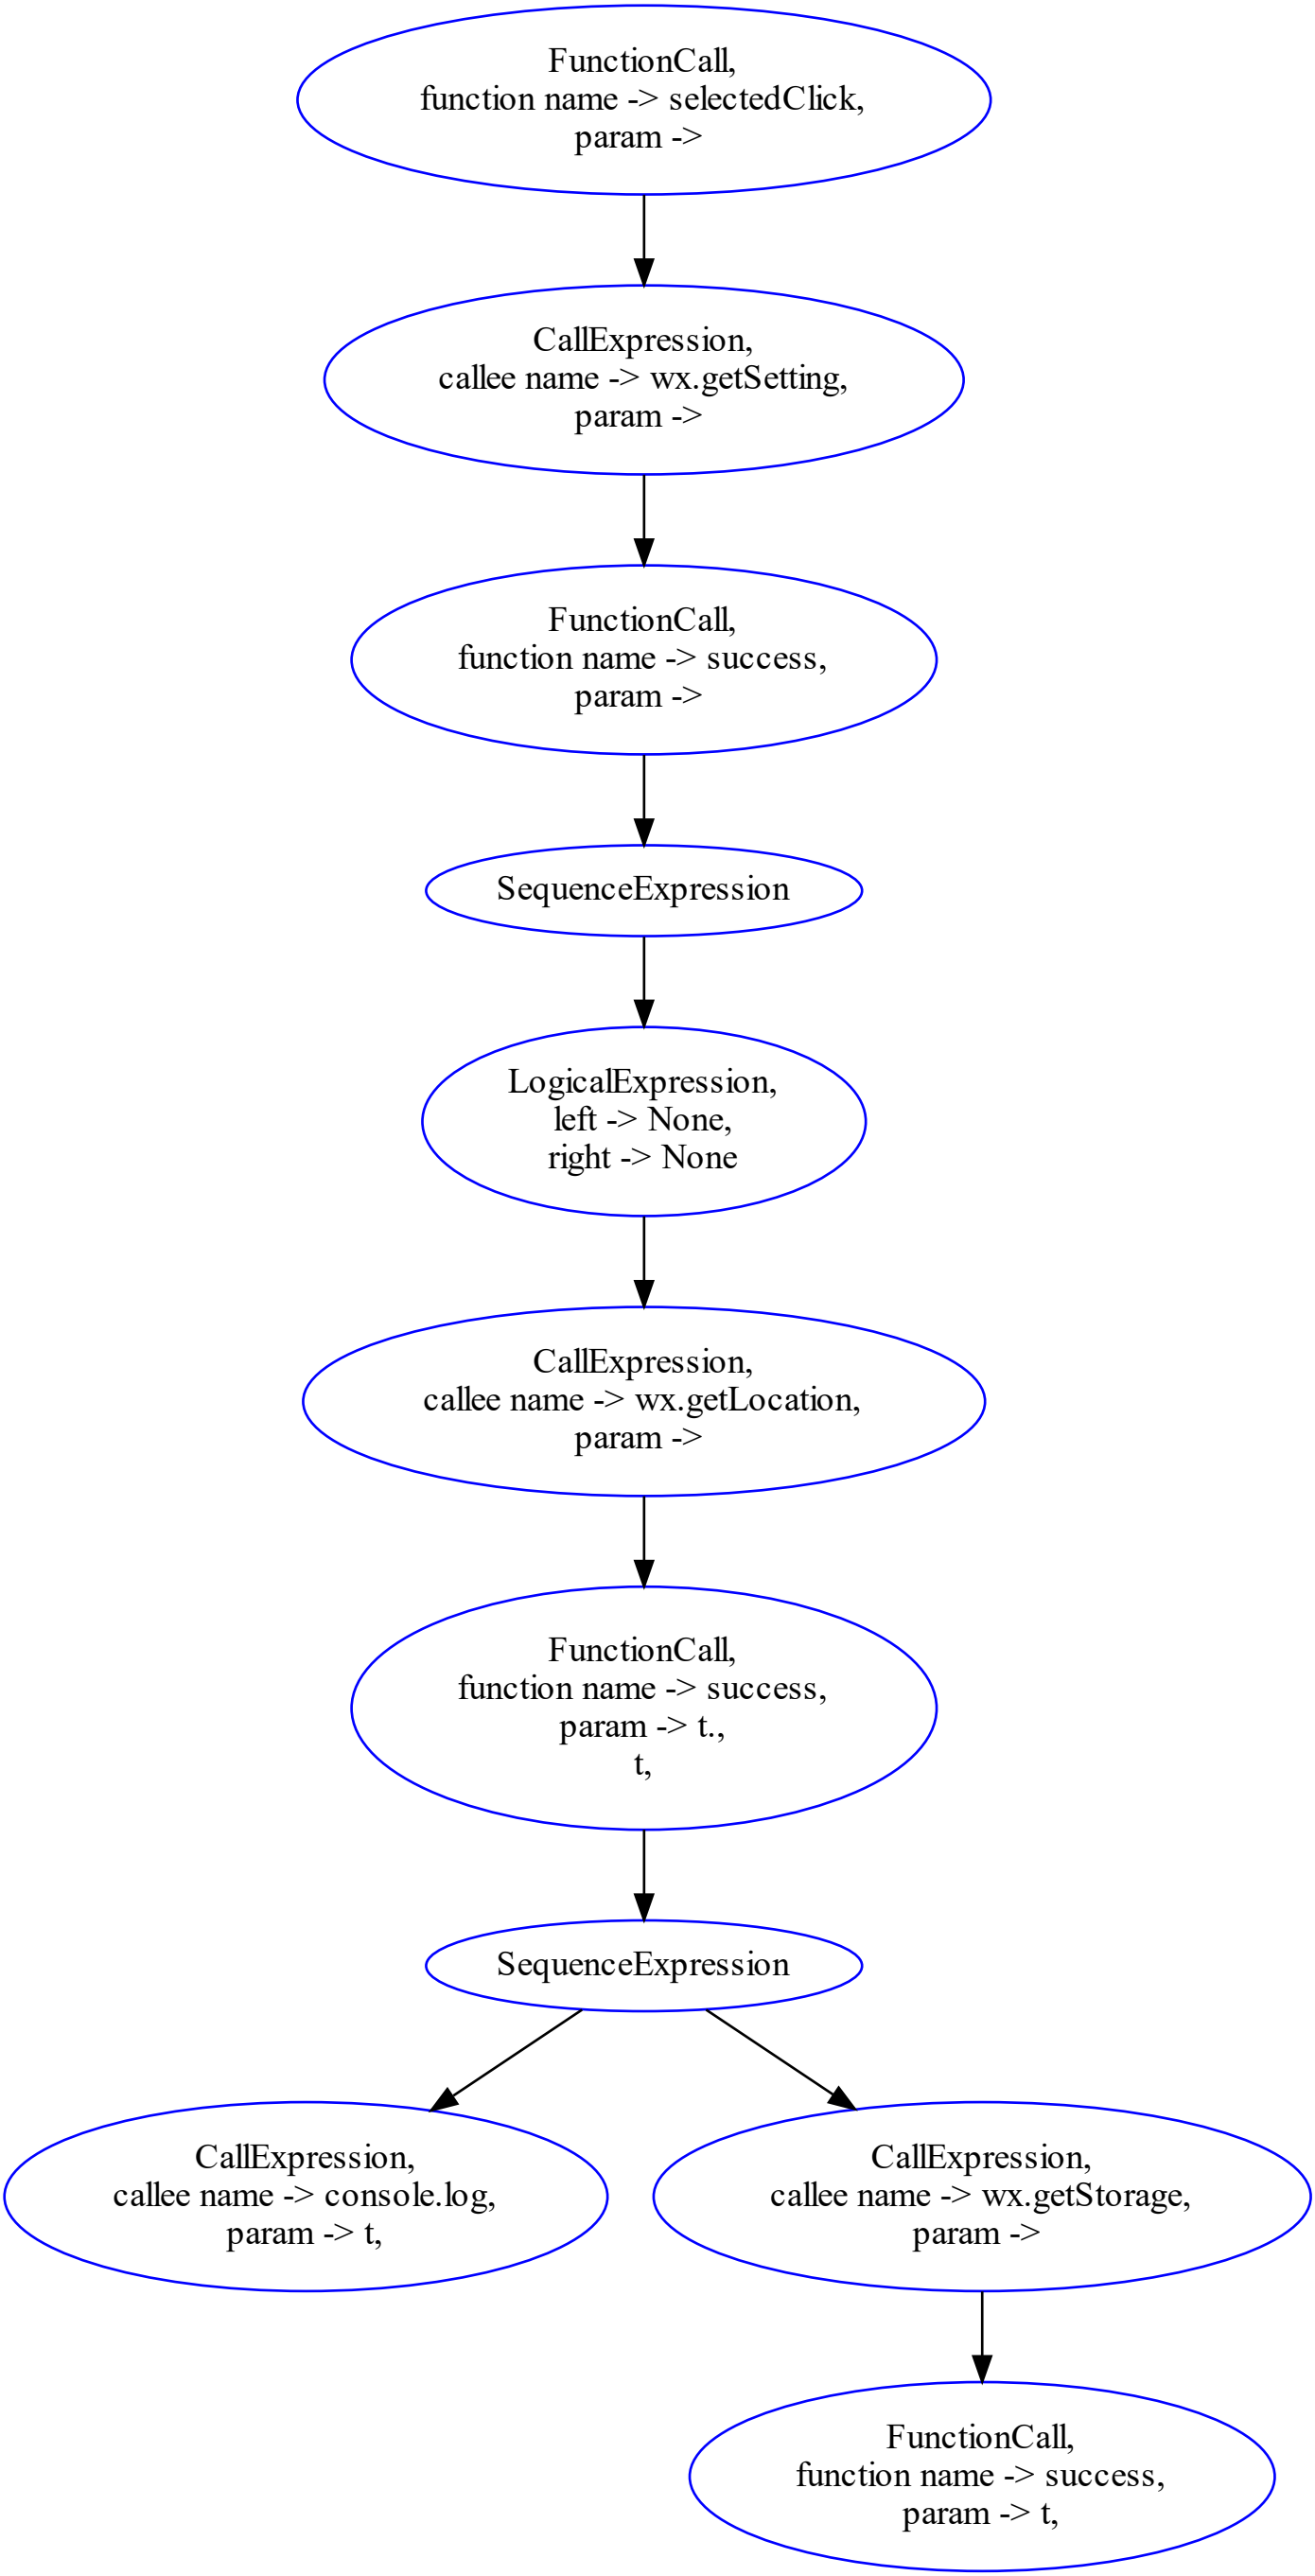 FunctionCall,
function name -> selectedClick,
param ->
CallExpression,
callee name -> wx.getSetting,
param ->
FunctionCall,
function name -> success,
param ->
SequenceExpression
LogicalExpression,
left -> None,
right -> None
CallExpression,
callee name -> wx.getLocation,
param ->
FunctionCall,
function name -> success,
param -> t.,
t,
SequenceExpression
CallExpression,
callee name -> console.log,
param -> t,
CallExpression,
callee name -> wx.getStorage,
param ->
FunctionCall,
function name -> success,
param -> t,